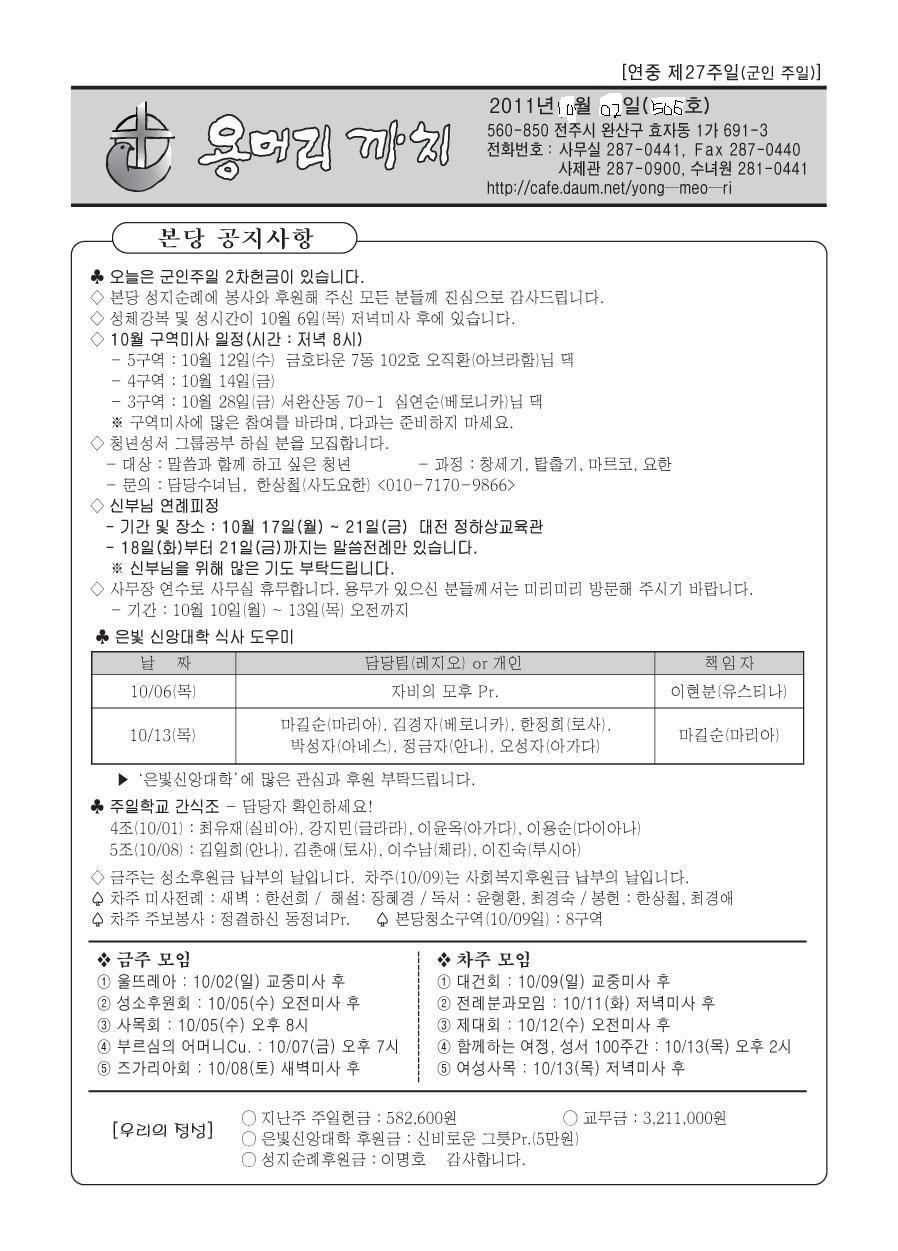 [연중 제27주일(군인 주일)]
용머리 까치
2011년10월 02일(506호)
560-850 전주시 완산구 효자동 1가 691-3
전화번호 : 사무실 287-0441, Fax 287-0440
사제관 287-0900, 수녀원 281-0441
http://cafe.daum.net/yong—meo—ri
본당 공지사항
♣ 오늘은 군인주일 2차헌금이 있습니다.
◇ 본당 성지순례에 봉사와 후원해 주신 모든 분들께 진심으로 감사드립니다.
◇ 성체강복 및 성시간이 10월 6일(목) 저녁미사 후에 있습니다.
◇ 10월 구역미사 일정(시간 : 저녁 8시)
- 5구역 : 10월 12일(수) 금호타운 7동 102호 오직환(아브라함)님 댁
- 4구역 : 10월 14일(금)
- 3구역 : 10월 28일(금) 서완산동 70-1 심연순(베로니카)님 댁
※ 구역미사에 많은 참여를 바라며, 다과는 준비하지 마세요.
◇ 청년성서 그룹공부 하실 분을 모집합니다.
- 대상 : 말씀과 함께 하고 싶은 청년 - 과정 : 창세기, 탈출기, 마르코, 요한
- 문의 : 담당수녀님, 한상칠(사도요한) <010-7170-9866>
◇ 신부님 연례피정
- 기간 및 장소 : 10월 17일(월) ~ 21일(금) 대전 정하상교육관
- 18일(화)부터 21일(금)까지는 말씀전례만 있습니다.
※ 신부님을 위해 많은 기도 부탁드립니다.
◇ 사무장 연수로 사무실 휴무합니다. 용무가 있으신 분들께서는 미리미리 방문해 주시기 바랍니다.
- 기간 : 10월 10일(월) ~ 13일(목) 오전까지
♣ 은빛 신앙대학 식사 도우미
날 짜 담당팀(레지오) or 개인 책임자
10/06(목) 자비의 모후 Pr. 이현분(유스티나)
10/13(목) 마길순(마리아), 김경자(베로니카), 한정희(로사), 박성자(아네스), 정금자(안나), 오성자(아가다) 마길순(마리아)
▶ '은빛신앙대학'에 많은 관심과 후원 부탁드립니다.
♣ 주일학교 간식조 - 담당자 확인하세요!
4조(10/01) : 최유재(실비아), 강지민(글라라), 이윤옥(아가다), 이용순(다이아나)
5조(10/08) : 김일희(안나), 김춘애(로사), 이수남(체라), 이진숙(루시아)
◇ 금주는 성소후원금 납부의 날입니다. 차주(10/09)는 사회복지후원금 납부의 날입니다.
♤ 차주 미사전례 : 새벽 : 한선희 / 해설: 장혜경 / 독서 : 윤형환, 최경숙 / 봉헌 : 한상칠, 최경애
♤ 차주 주보봉사 : 정결하신 동정녀Pr. ♤ 본당청소구역(10/09일) : 8구역
❖ 금주 모임
① 울뜨레아 : 10/02(일) 교중미사 후
② 성소후원회 : 10/05(수) 오전미사 후
③ 사목회 : 10/05(수) 오후 8시
④ 부르심의 어머니Cu. : 10/07(금) 오후 7시
⑤ 즈가리아회 : 10/08(토) 새벽미사 후
❖ 차주 모임
① 대건회 : 10/09(일) 교중미사 후
② 전례분과모임 : 10/11(화) 저녁미사 후
③ 제대회 : 10/12(수) 오전미사 후
④ 함께하는 여정, 성서 100주간 : 10/13(목) 오후 2시
⑤ 여성사목 : 10/13(목) 저녁미사 후
[우리의 정성]
○ 지난주 주일헌금 : 582,600원 ○ 교무금 : 3,211,000원
○ 은빛신앙대학 후원금 : 신비로운 그릇Pr.(5만원)
○ 성지순례후원금 : 이명호 감사합니다.